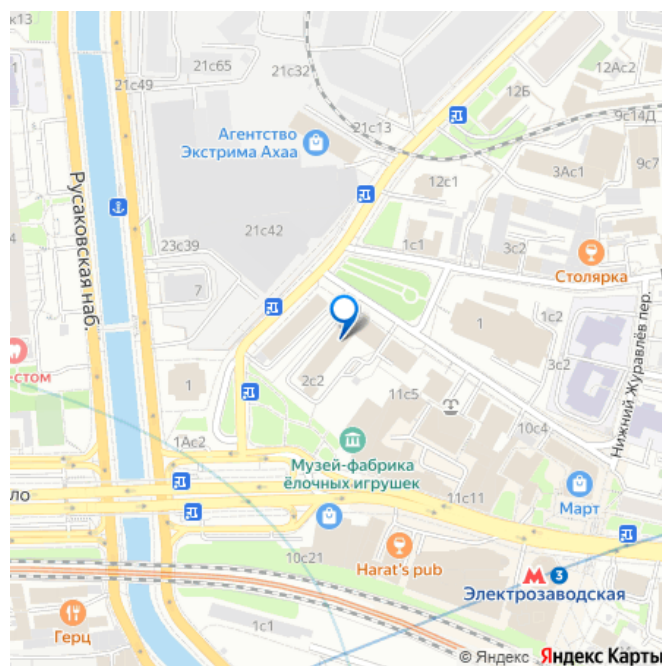 к13
21с49
21с65
21с32
12Б
12Ас2
9с14Д
Агентство
Экстрима Ахаа
21с13
3Ас1
9с7
12с1
Русаковская наб.
23с39
21с42
1с1
3с2
Столярка
7
1
1с2
3с2
Нижний Журавлёв пер.
-стом
1
2с2
11с5
10с4
1Ас2
Музей-фабрика
ёлочных игрушек
ло
11с11
Март
10с21
Harat's pub
3
Электрозаводская
Герц
1с1
© Яндекс Яндекс Карты